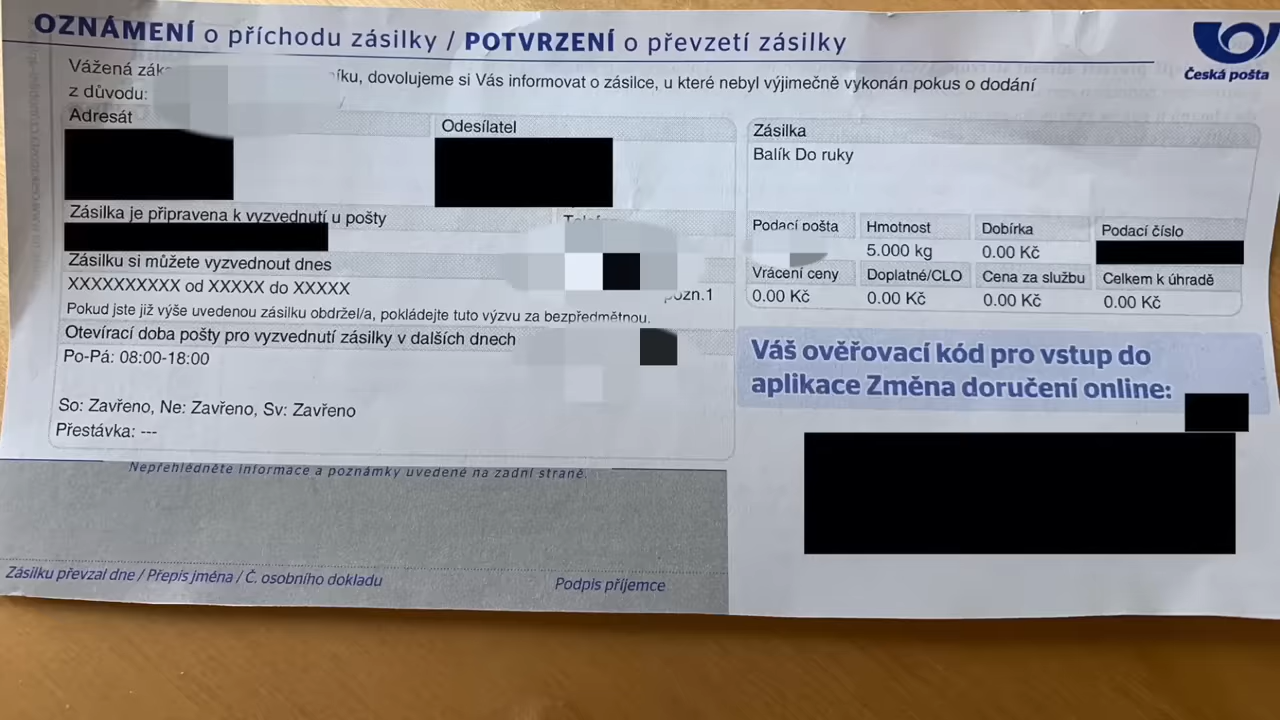 OZNÁMENÍ o příchodu zásilky / POTVRZENÍ o převzetí zásilky
Česká pošta
Vážená zák íku, dovolujeme si Vás informovat o zásilce, u které nebyl výjimečně vykonán pokus o dodání
z důvodu:
Adresát
Odesílatel
Zásilka je připravena k vyzvednutí u pošty
Zásilku si můžete vyzvednout dnes
XXXXXXXXXX od XXXXX do XXXXX
pozn.1
Pokud jste již výše uvedenou zásilku obdržel/a, pokládejte tuto výzvu za bezpředmětnou.
Otevírací doba pošty pro vyzvednutí zásilky v dalších dnech
Po-Pá: 08:00-18:00
So: Zavřeno, Ne: Zavřeno, Sv: Zavřeno
Přestávka: ---
Nepřehlédněte informace a poznámky uvedené na zadní straně.
Zásilku převzal dne / Přepis jména / Č. osobního dokladu
Podpis příjemce
Zásilka
Balík Do ruky
Podací pošta Hmotnost Dobírka Podací číslo
5.000 kg 0.00 Kč
Vrácení ceny Doplatné/CLO Cena za službu Celkem k úhradě
0.00 Kč 0.00 Kč 0.00 Kč 0.00 Kč
Váš ověřovací kód pro vstup do
aplikace Změna doručení online: